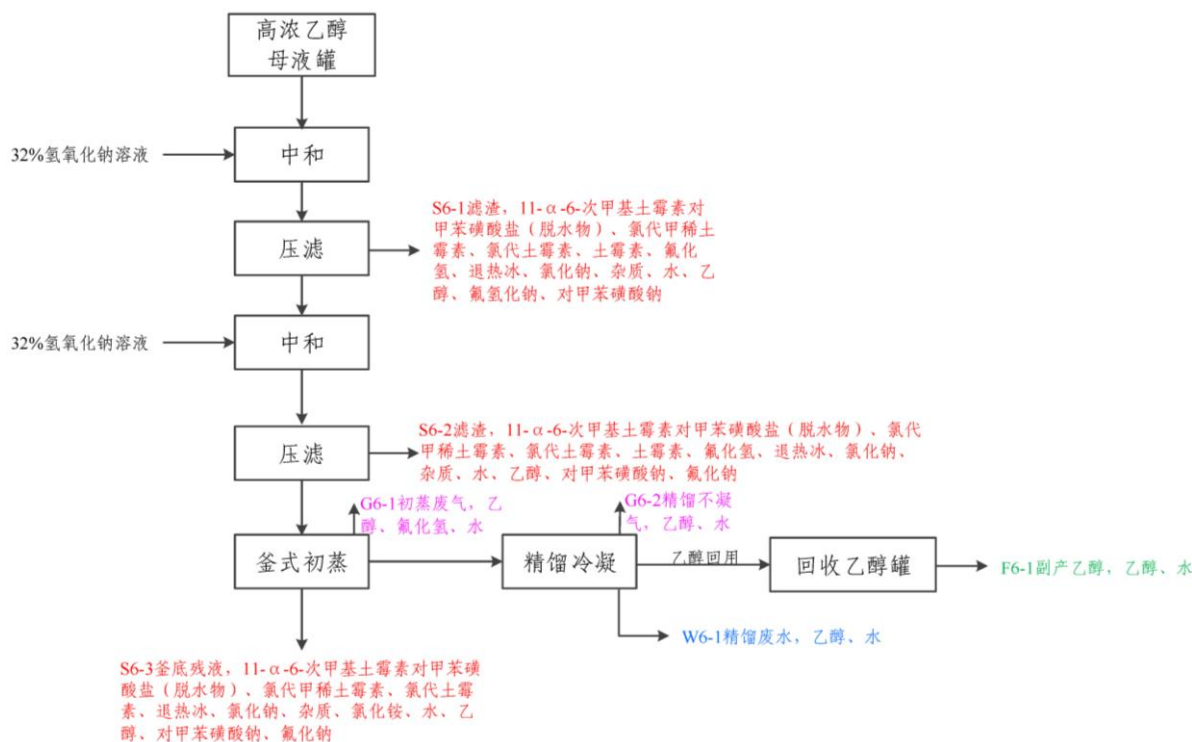 高浓乙醇
母液罐
32%氢氧化钠溶液
中和
S6-1滤渣，11-α-6-次甲基土霉素对
甲苯磺酸盐（脱水物）、氯代甲稀土
霉素、氯代土霉素、土霉素、氟化
氢、退热冰、氯化钠、杂质、水、乙
醇、氟氢化钠、对甲苯磺酸钠
压滤
32%氢氧化钠溶液
中和
S6-2滤渣，11-α-6-次甲基土霉素对甲苯磺酸盐（脱水物）、氯代
甲稀土霉素、氯代土霉素、土霉素、氟化氢、退热冰、氯化钠、
杂质、水、乙醇、对甲苯磺酸钠、氟化钠
压滤
G6-1初蒸废气，乙
醇、氟化氢、水
G6-2精馏不凝
气，乙醇、水
釜式初蒸
精馏冷凝
乙醇回用
回收乙醇罐
F6-1副产乙醇，乙醇、水
W6-1精馏废水，乙醇、水
S6-3釜底残液，11-α-6-次甲基土霉素对甲苯磺
酸盐（脱水物）、氯代甲稀土霉素、氯代土霉
素、退热冰、氯化钠、杂质、氯化铵、水、乙
醇、对甲苯磺酸钠、氟化钠